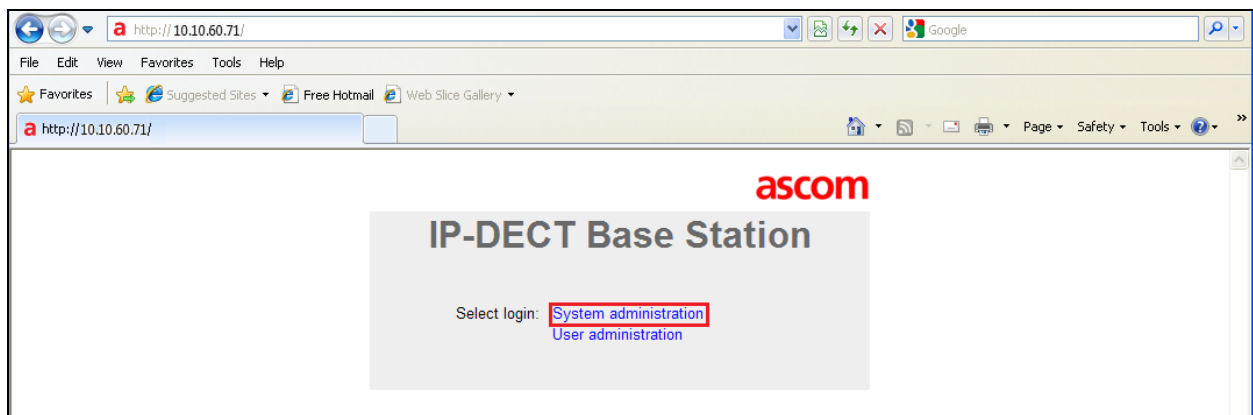 http://10.10.60.71/
Google
File Edit View Favorites Tools Help
Favorites Suggested Sites Free Hotmail Web Slice Gallery
http://10.10.60.71/ Page Safety Tools
ascom
IP-DECT Base Station
Select login: System administration
User administration